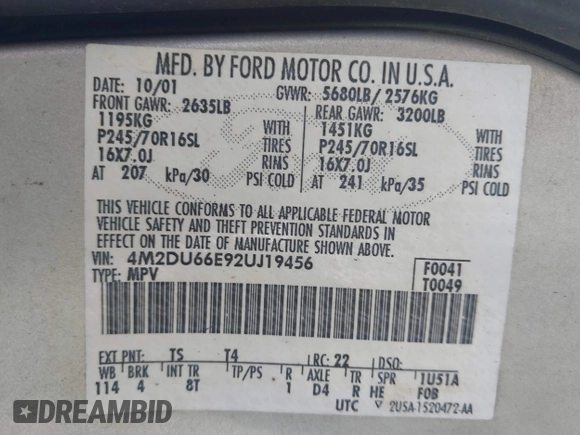 MFD. BY FORD MOTOR CO. IN U.S.A.
DATE: 10/01 GVWR: 5680LB/ 2576KG
FRONT GAWR: 2635LB REAR GAWR: 3200LB
1195KG WITH 1451KG WITH
P245/70R16SL TIRES P245/70R16SL TIRES
16X7.0J RIMS 16X7.0J RIMS
AT 207 kPa/30 PSI COLD AT 241 kPa/35 PSI COLD
THIS VEHICLE CONFORMS TO ALL APPLICABLE FEDERAL MOTOR
VEHICLE SAFETY AND THEFT PREVENTION STANDARDS IN
EFFECT ON THE DATE OF MANUFACTURE SHOWN ABOVE.
VIN: 4M2DU66E92UJ19456 F0041
TYPE: MPV T0049
EXT PNT: TS T4 RC: 22 DSO:
WB BRK INT TR TP/PS R AXLE TR SPR 1U51A
114 4 8T 1 D4 R HE FOB
UTC ▽ 2U5A-1520472-AA
DREAMBID